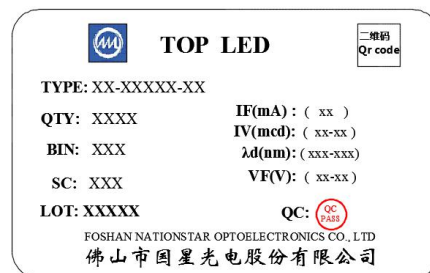 TOP LED
二维码
Qr code
TYPE: XX-XXXXX-XX
QTY: XXXX
IF(mA) : ( xx )
IV(mcd): ( xx-xx )
BIN: XXX
λd(nm): (xxx-xxx)
SC: XXX
VF(V): ( xx-xx )
LOT: XXXXX
QC: QC
PASS
FOSHAN NATIONSTAR OPTOELECTRONICS CO., LTD
佛山市国星光电股份有限公司